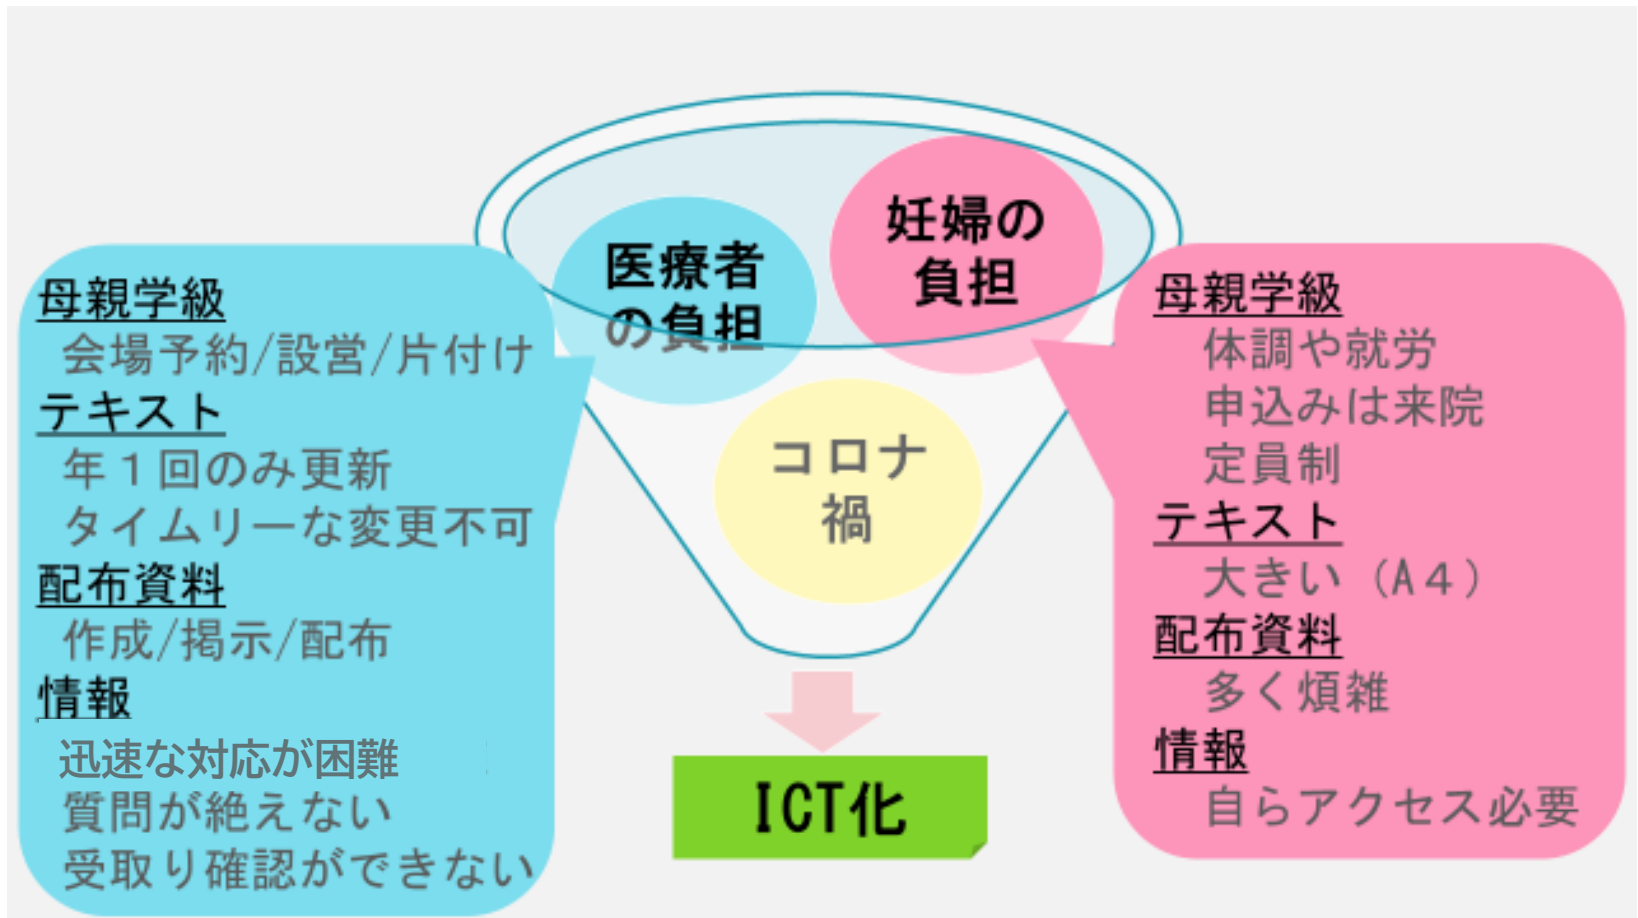 母親学級
会場予約/設営/片付け
テキスト
年１回のみ更新
タイムリーな変更不可
配布資料
作成/掲示/配布
情報
迅速な対応が困難
質問が絶えない
受取り確認ができない
医療者
の負担
妊婦の
負担
コロナ
禍
ICT化
母親学級
体調や就労
申込みは来院
定員制
テキスト
大きい（A４）
配布資料
多く煩雑
情報
自らアクセス必要